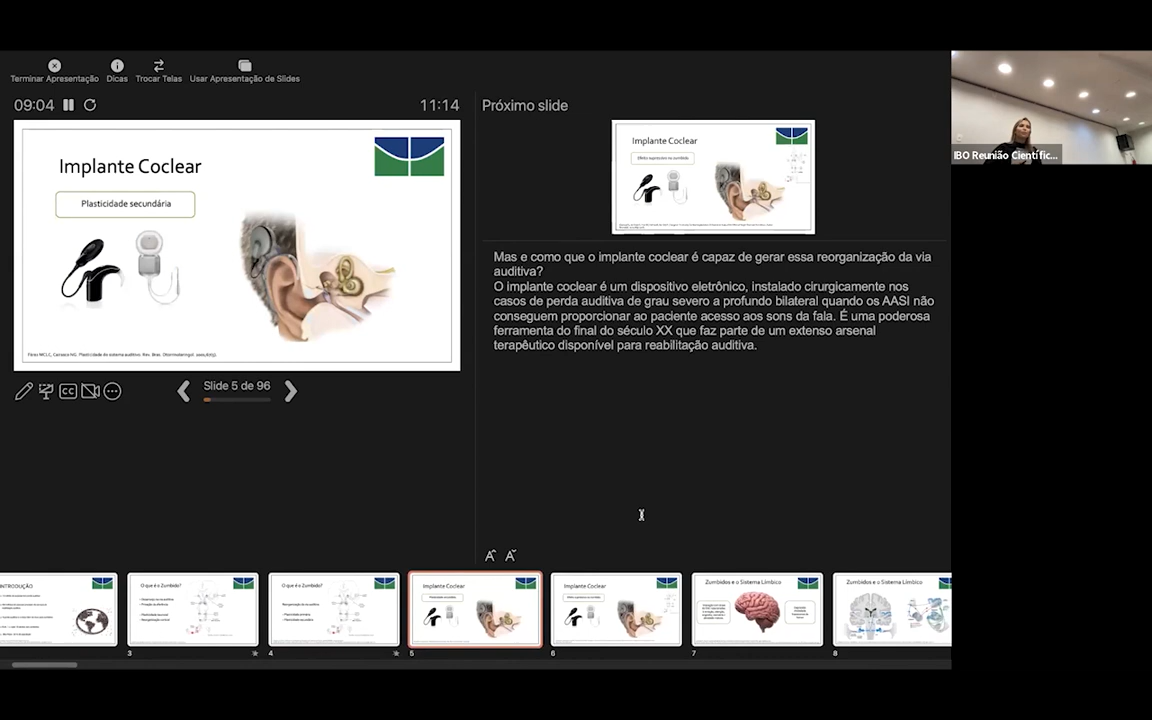 Terminar Apresentação
Dicas
Trocar Telas
Usar Apresentação de Slides
09:04
11:14
Próximo slide
Implante Coclear
Plasticidade secundária
Implante Coclear
IBO Reunião Científic...
Mas e como que o implante coclear é capaz de gerar essa reorganização da via
auditiva?
O implante coclear é um dispositivo eletrônico, instalado cirurgicamente nos
casos de perda auditiva de grau severo a profundo bilateral quando os AASI não
conseguem proporcionar ao paciente acesso aos sons da fala. É uma poderosa
ferramenta do final do século XX que faz parte de um extenso arsenal
terapêutico disponível para reabilitação auditiva.
CC
Slide 5 de 96
INTRODUÇÃO
O que é o Zumbido?
3
O que é o Zumbido?
4
Implante Coclear
5
Implante Coclear
6
Zumbidos e o Sistema Límbico
7
Zumbidos e o Sistema Límbico
8